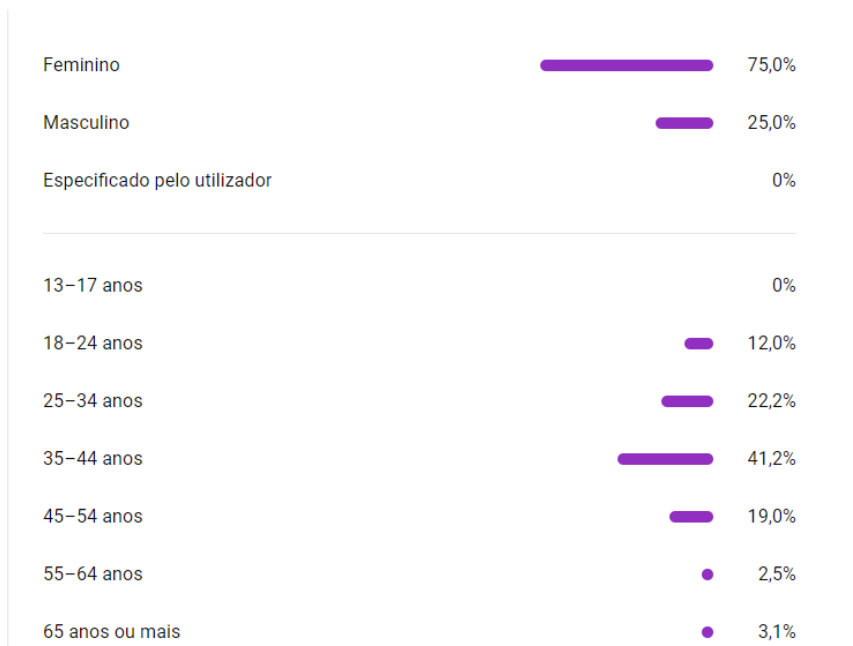 Feminino 75,0%
Masculino 25,0%
Especificado pelo utilizador 0%
13–17 anos 0%
18–24 anos 12,0%
25–34 anos 22,2%
35–44 anos 41,2%
45–54 anos 19,0%
55–64 anos 2,5%
65 anos ou mais 3,1%